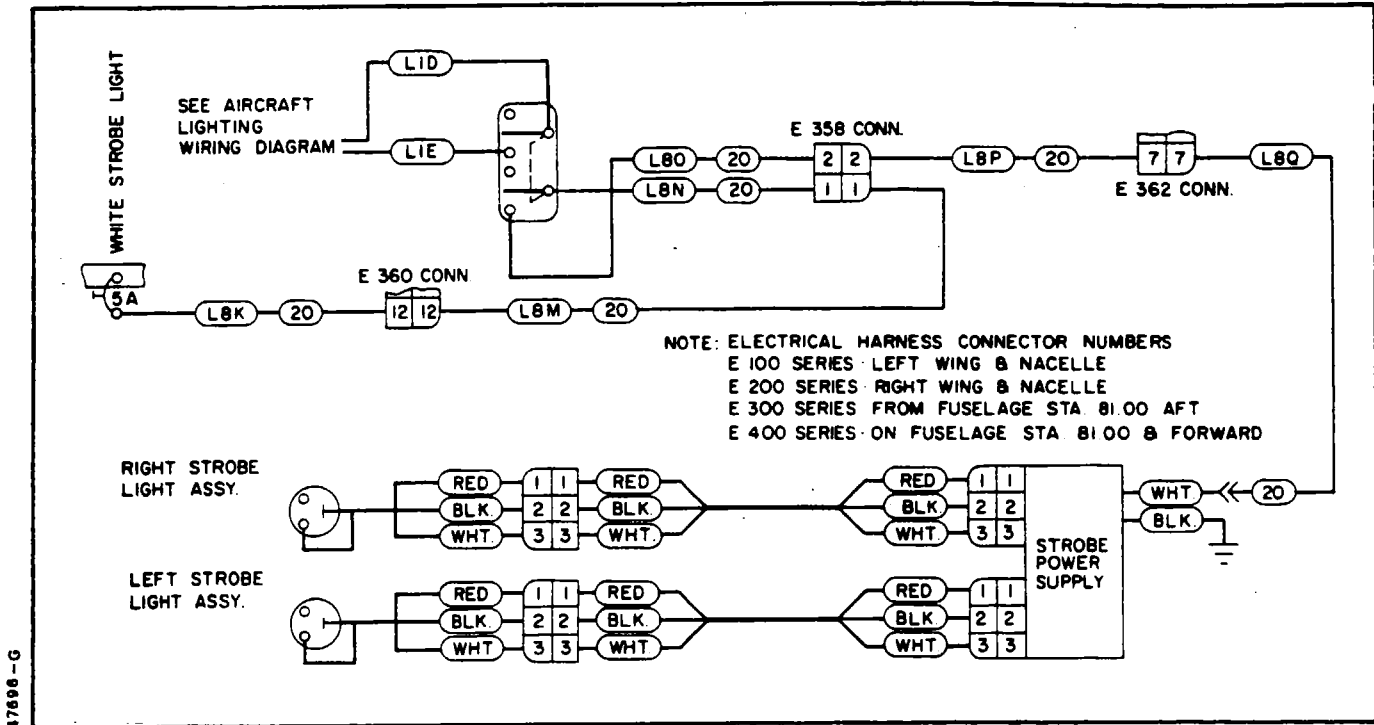 WHITE STROBE LIGHT
SEE AIRCRAFT
LIGHTING
WIRING DIAGRAM
L1D
L1E
5A
L8K
20
E 360 CONN
12 12
L8M
20
L8O
20
L8N
20
E 358 CONN.
2 2
1 1
L8P
20
7 7
E 362 CONN.
L8Q
NOTE: ELECTRICAL HARNESS CONNECTOR NUMBERS
E 100 SERIES - LEFT WING & NACELLE
E 200 SERIES - RIGHT WING & NACELLE
E 300 SERIES FROM FUSELAGE STA. 81.00 AFT
E 400 SERIES - ON FUSELAGE STA. 81.00 & FORWARD
RIGHT STROBE
LIGHT ASSY.
RED 1 1 RED
BLK. 2 2 BLK.
WHT. 3 3 WHT.
RED 1 1
BLK 2 2
WHT. 3 3
WHT. 20
BLK.
STROBE
POWER
SUPPLY
LEFT STROBE
LIGHT ASSY.
RED 1 1 RED
BLK. 2 2 BLK.
WHT 3 3 WHT.
RED 1 1
BLK. 2 2
WHT 3 3
47696-G